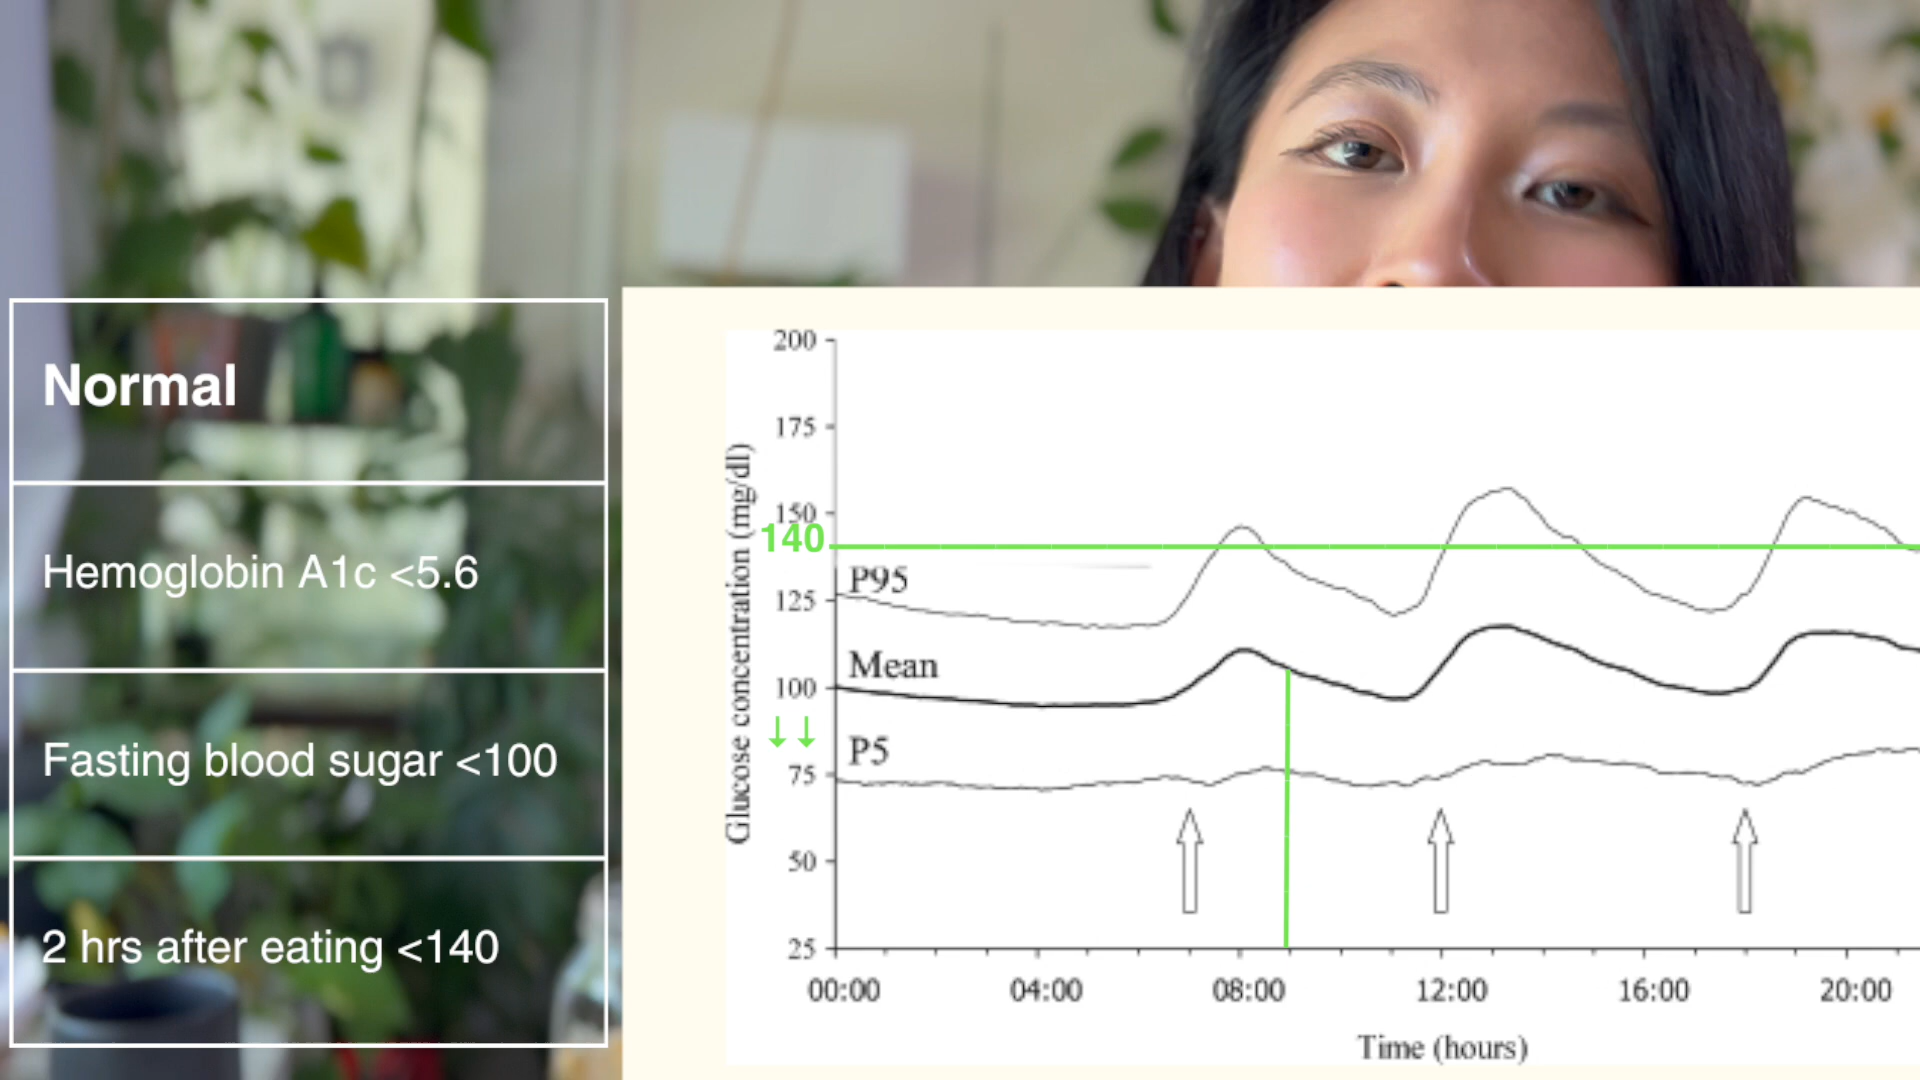 Normal
Hemoglobin A1c <5.6
Fasting blood sugar <100
2 hrs after eating <140
Glucose concentration (mg/dl)
200
175
150
140
125
100
↓↓
75
50
25
P95
Mean
P5
00:00 04:00 08:00 12:00 16:00 20:00
Time (hours)